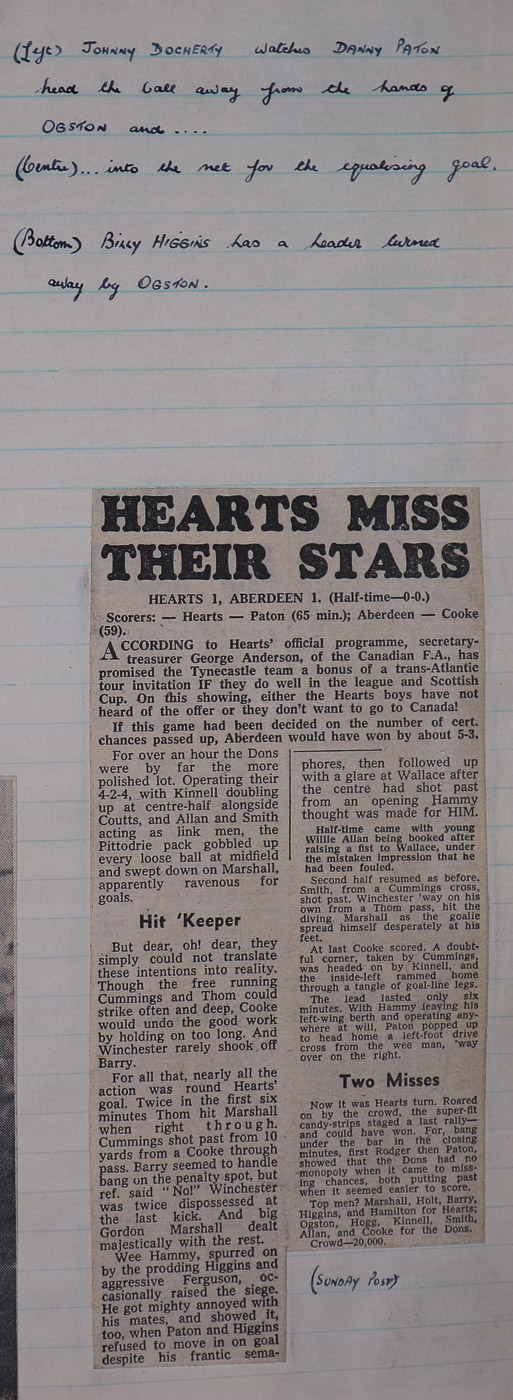 (Left) JOHNNY DOCHERTY watches DANNY PATON
head the ball away from the hands of
OGSTON and ....
(Centre)... into the net for the equalising goal.
(Bottom) BILLY HIGGINS has a header turned
away by OGSTON.
HEARTS MISS
THEIR STARS
HEARTS 1, ABERDEEN 1. (Half-time—0-0.)
Scorers: — Hearts — Paton (65 min.); Aberdeen — Cooke
(59).
ACCORDING to Hearts' official programme, secretary-
treasurer George Anderson, of the Canadian F.A., has
promised the Tynecastle team a bonus of a trans-Atlantic
tour invitation IF they do well in the league and Scottish
Cup. On this showing, either the Hearts boys have not
heard of the offer or they don't want to go to Canada!
If this game had been decided on the number of cert.
chances passed up, Aberdeen would have won by about 5-3.
For over an hour the Dons
were by far the more
polished lot. Operating their
4-2-4, with Kinnell doubling
up at centre-half alongside
Coutts, and Allan and Smith
acting as link men, the
Pittodrie pack gobbled up
every loose ball at midfield
and swept down on Marshall,
apparently ravenous for
goals.
Hit 'Keeper
But dear, oh! dear, they
simply could not translate
these intentions into reality.
Though the free running
Cummings and Thom could
strike often and deep, Cooke
would undo the good work
by holding on too long. And
Winchester rarely shook off
Barry.
For all that, nearly all the
action was round Hearts'
goal. Twice in the first six
minutes Thom hit Marshall
when right through.
Cummings shot past from 10
yards from a Cooke through
pass. Barry seemed to handle
bang on the penalty spot, but
ref. said "No!" Winchester
was twice dispossessed at
the last kick. And big
Gordon Marshall dealt
majestically with the rest.
Wee Hammy, spurred on
by the prodding Higgins and
aggressive Ferguson, oc-
casionally raised the siege.
He got mighty annoyed with
his mates, and showed it,
too, when Paton and Higgins
refused to move in on goal
despite his frantic sema-
phores, then followed up
with a glare at Wallace after
the centre had shot past
from an opening Hammy
thought was made for HIM.
Half-time came with young
Willie Allan being booked after
raising a fist to Wallace, under
the mistaken impression that he
had been fouled.
Second half resumed as before.
Smith, from a Cummings cross,
shot past. Winchester 'way on his
own from a Thom pass, hit the
diving Marshall as the goalie
spread himself desperately at his
feet.
At last Cooke scored. A doubt-
ful corner, taken by Cummings,
was headed on by Kinnell, and
the inside-left rammed home
through a tangle of goal-line legs.
The lead lasted only six
minutes. With Hammy leaving his
left-wing berth and operating any-
where at will, Paton popped up
to head home a left-foot drive
cross from the wee man, 'way
over on the right.
Two Misses
Now it was Hearts turn. Roared
on by the crowd, the super-fit
candy-strips staged a last rally—
and could have won. For, bang
under the bar in the closing
minutes, first Rodger then Paton,
showed that the Dons had no
monopoly when it came to miss-
ing chances, both putting past
when it seemed easier to score.
Top men? Marshall, Holt, Barry,
Higgins, and Hamilton for Hearts;
Ogston, Hogg, Kinnell, Smith,
Allan, and Cooke for the Dons.
Crowd—20,000.
(SUNDAY POST)